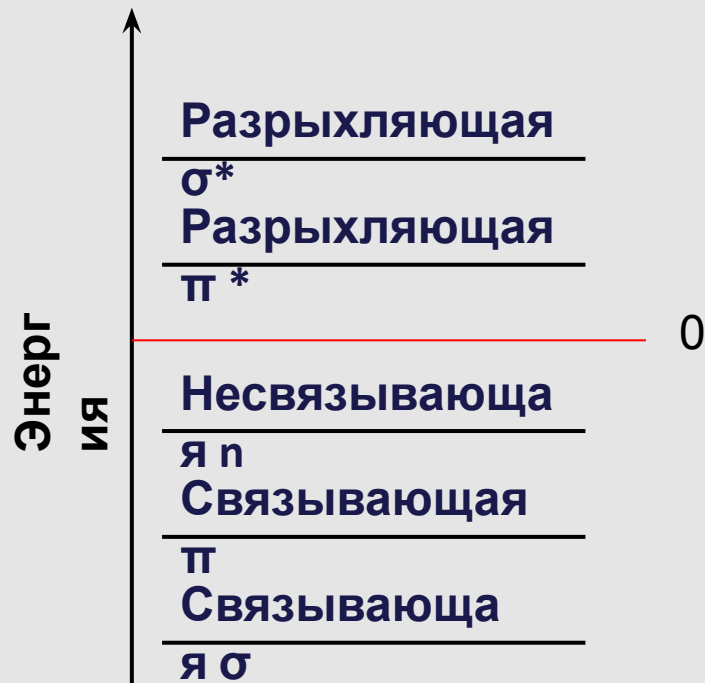 Разрыхляющая
σ*
Разрыхляющая
π *
0
Энерг
ия
Несвязывающа
я n
Связывающая
π
Связывающа
я σ